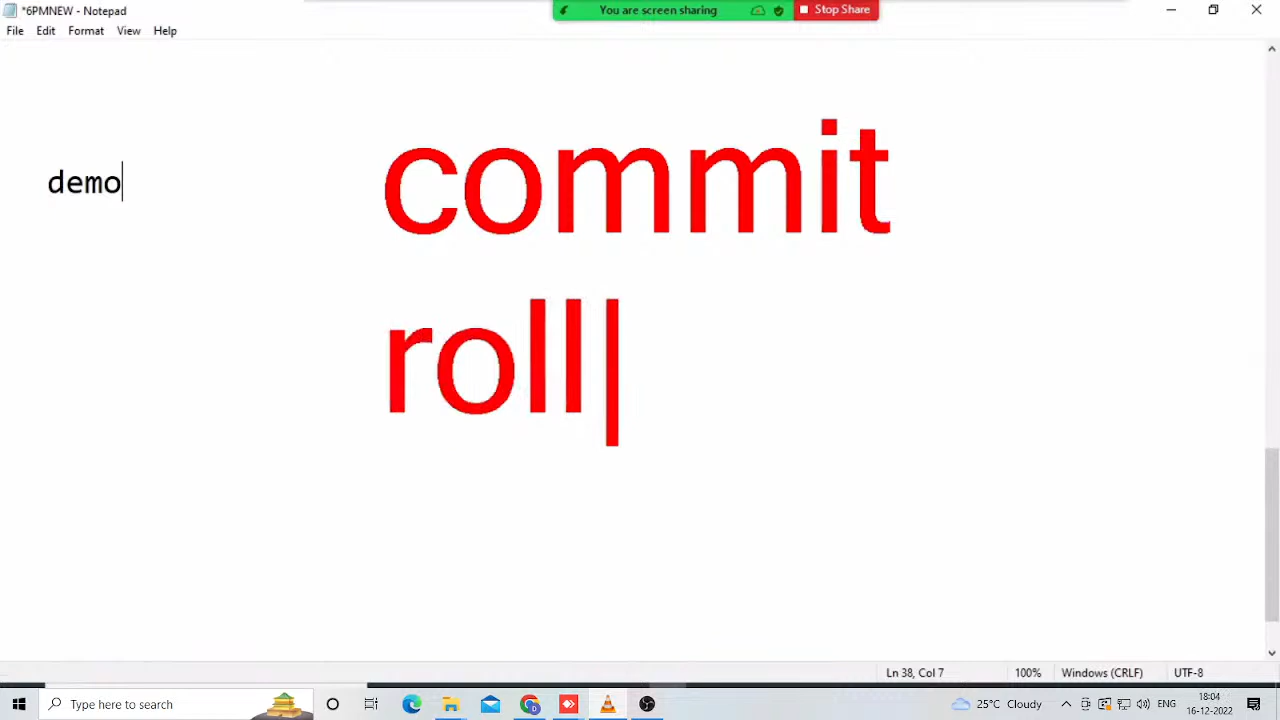 *6PMNEW - Notepad
You are screen sharing
Stop Share
File Edit Format View Help
demo
commit
roll
Ln 38, Col 7 100% Windows (CRLF) UTF-8
Type here to search
25°C Cloudy
ENG
18:04
16-12-2022